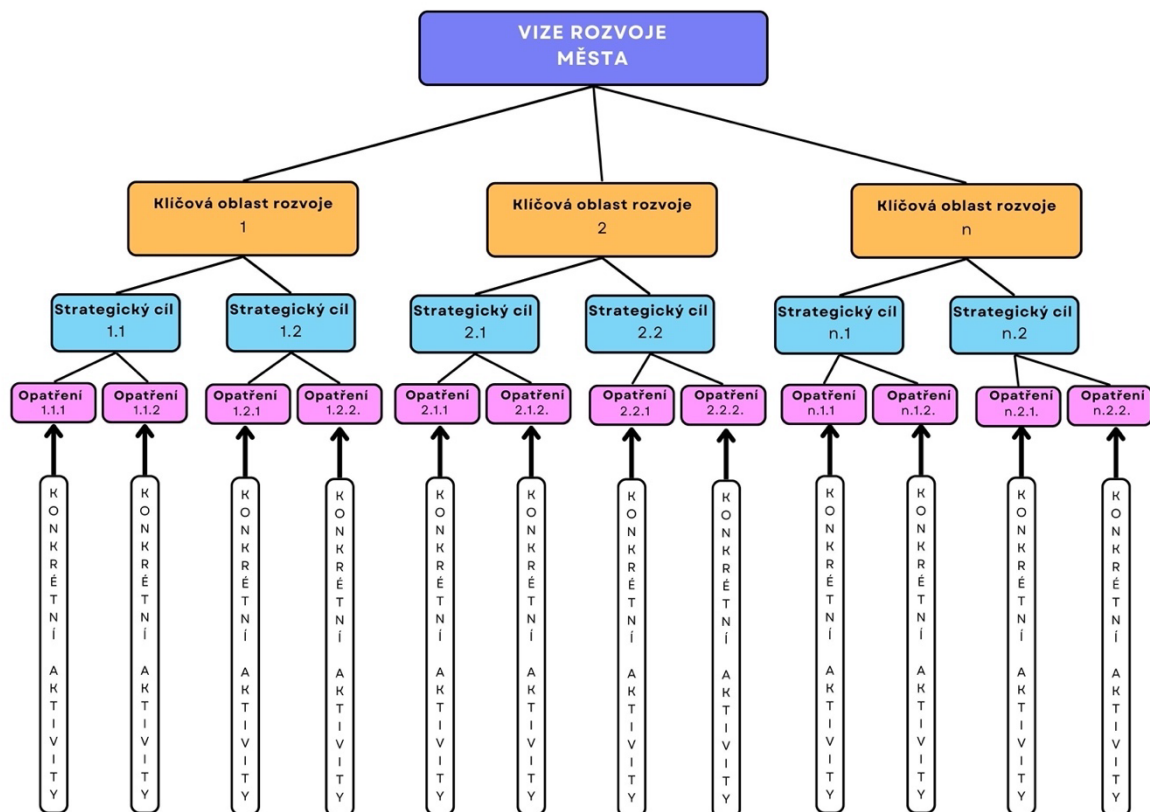 VIZE ROZVOJE
MĚSTA
Klíčová oblast rozvoje
1
Klíčová oblast rozvoje
2
Klíčová oblast rozvoje
n
Strategický cíl
1.1
Strategický cíl
1.2
Strategický cíl
2.1
Strategický cíl
2.2
Strategický cíl
n.1
Strategický cíl
n.2
Opatření
1.1.1
Opatření
1.1.2
Opatření
1.2.1
Opatření
1.2.2.
Opatření
2.1.1
Opatření
2.1.2.
Opatření
2.2.1
Opatření
2.2.2.
Opatření
n.1.1
Opatření
n.1.2.
Opatření
n.2.1.
Opatření
n.2.2.
KONKRÉTNÍ AKTIVITY
KONKRÉTNÍ AKTIVITY
KONKRÉTNÍ AKTIVITY
KONKRÉTNÍ AKTIVITY
KONKRÉTNÍ AKTIVITY
KONKRÉTNÍ AKTIVITY
KONKRÉTNÍ AKTIVITY
KONKRÉTNÍ AKTIVITY
KONKRÉTNÍ AKTIVITY
KONKRÉTNÍ AKTIVITY
KONKRÉTNÍ AKTIVITY
KONKRÉTNÍ AKTIVITY